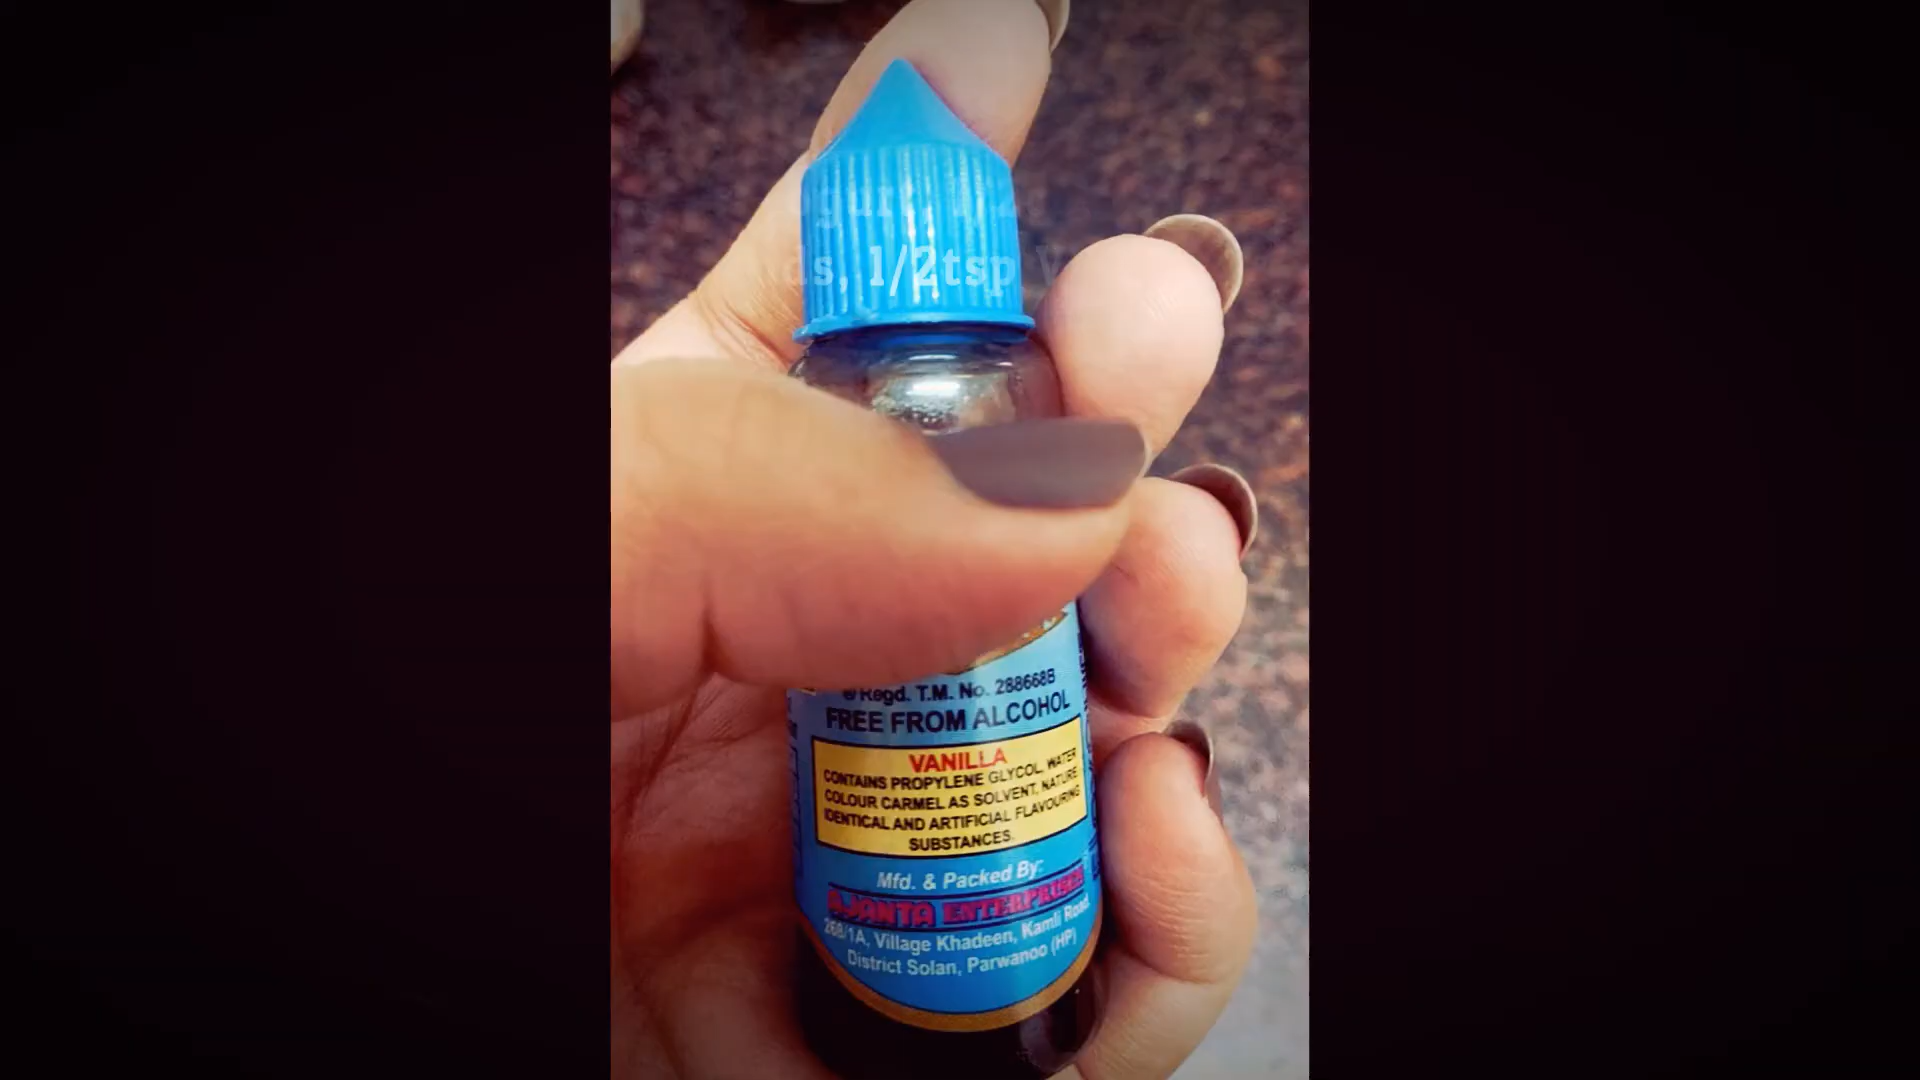 1/2tsp
® Regd. T.M. No. 288668B
FREE FROM ALCOHOL
VANILLA
CONTAINS PROPYLENE GLYCOL, WATER
COLOUR CARMEL AS SOLVENT, NATURE
IDENTICAL AND ARTIFICIAL FLAVOURING
SUBSTANCES.
Mfd. & Packed By:
AJANTA ENTERPRISES
268/1A, Village Khadeen, Kamli Road
District Solan, Parwanoo (HP)